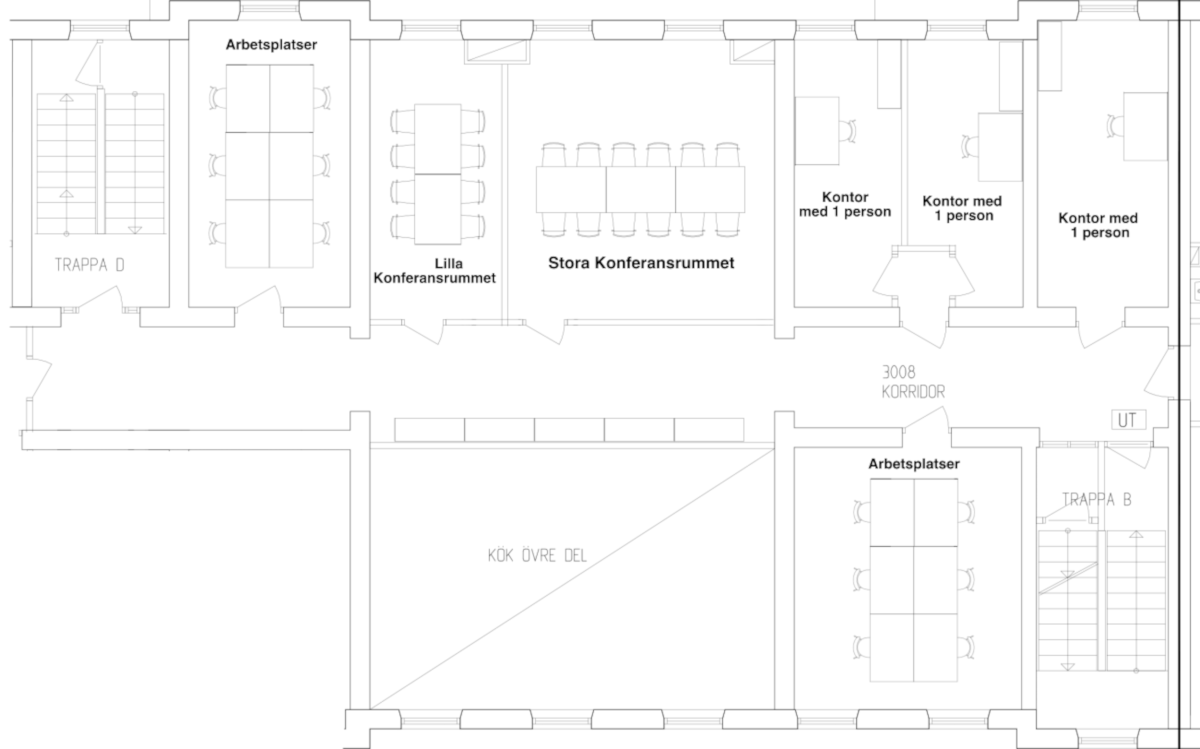 Arbetsplatser
TRAPPA D
Lilla
Konferansrummet
Stora Konferansrummet
Kontor
med 1 person
Kontor med
1 person
Kontor med
1 person
3008
KORRIDOR
UT
Arbetsplatser
TRAPPA B
KÖK ÖVRE DEL